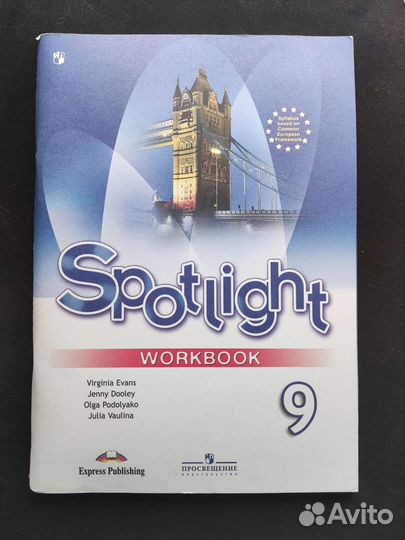 Syllabus
based on
Common
European
Framework
Spotlight
WORKBOOK
Virginia Evans
Jenny Dooley
Olga Podolyako
Julia Vaulina
9
Express Publishing
ПРОСВЕЩЕНИЕ
ИЗДАТЕЛЬСТВО
Avito